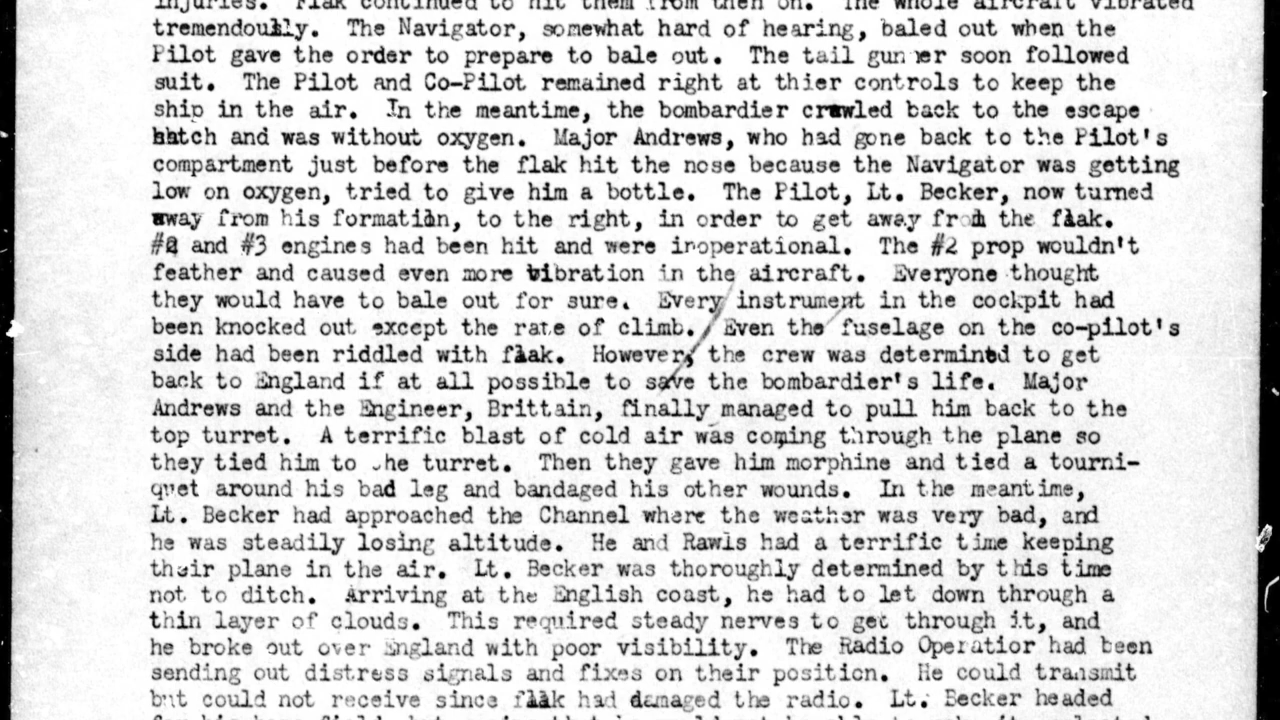 injuries. Flak continued to hit them from then on. The whole aircraft vibrated
tremendously. The Navigator, somewhat hard of hearing, baled out when the
Pilot gave the order to prepare to bale out. The tail gunner soon followed
suit. The Pilot and Co-Pilot remained right at thier controls to keep the
ship in the air. In the meantime, the bombardier crawled back to the escape
hatch and was without oxygen. Major Andrews, who had gone back to the Pilot's
compartment just before the flak hit the nose because the Navigator was getting
low on oxygen, tried to give him a bottle. The Pilot, Lt. Becker, now turned
away from his formation, to the right, in order to get away from the flak.
#2 and #3 engines had been hit and were inoperational. The #2 prop wouldn't
feather and caused even more vibration in the aircraft. Everyone thought
they would have to bale out for sure. Every instrument in the cockpit had
been knocked out except the rate of climb. Even the fuselage on the co-pilot's
side had been riddled with flak. However, the crew was determined to get
back to England if at all possible to save the bombardier's life. Major
Andrews and the Engineer, Brittain, finally managed to pull him back to the
top turret. A terrific blast of cold air was coming through the plane so
they tied him to the turret. Then they gave him morphine and tied a tourni-
quet around his bad leg and bandaged his other wounds. In the meantime,
Lt. Becker had approached the Channel where the weather was very bad, and
he was steadily losing altitude. He and Rawls had a terrific time keeping
their plane in the air. Lt. Becker was thoroughly determined by this time
not to ditch. Arriving at the English coast, he had to let down through a
thin layer of clouds. This required steady nerves to get through it, and
he broke out over England with poor visibility. The Radio Operatior had been
sending out distress signals and fixes on their position. He could transmit
but could not receive since flak had damaged the radio. Lt. Becker headed